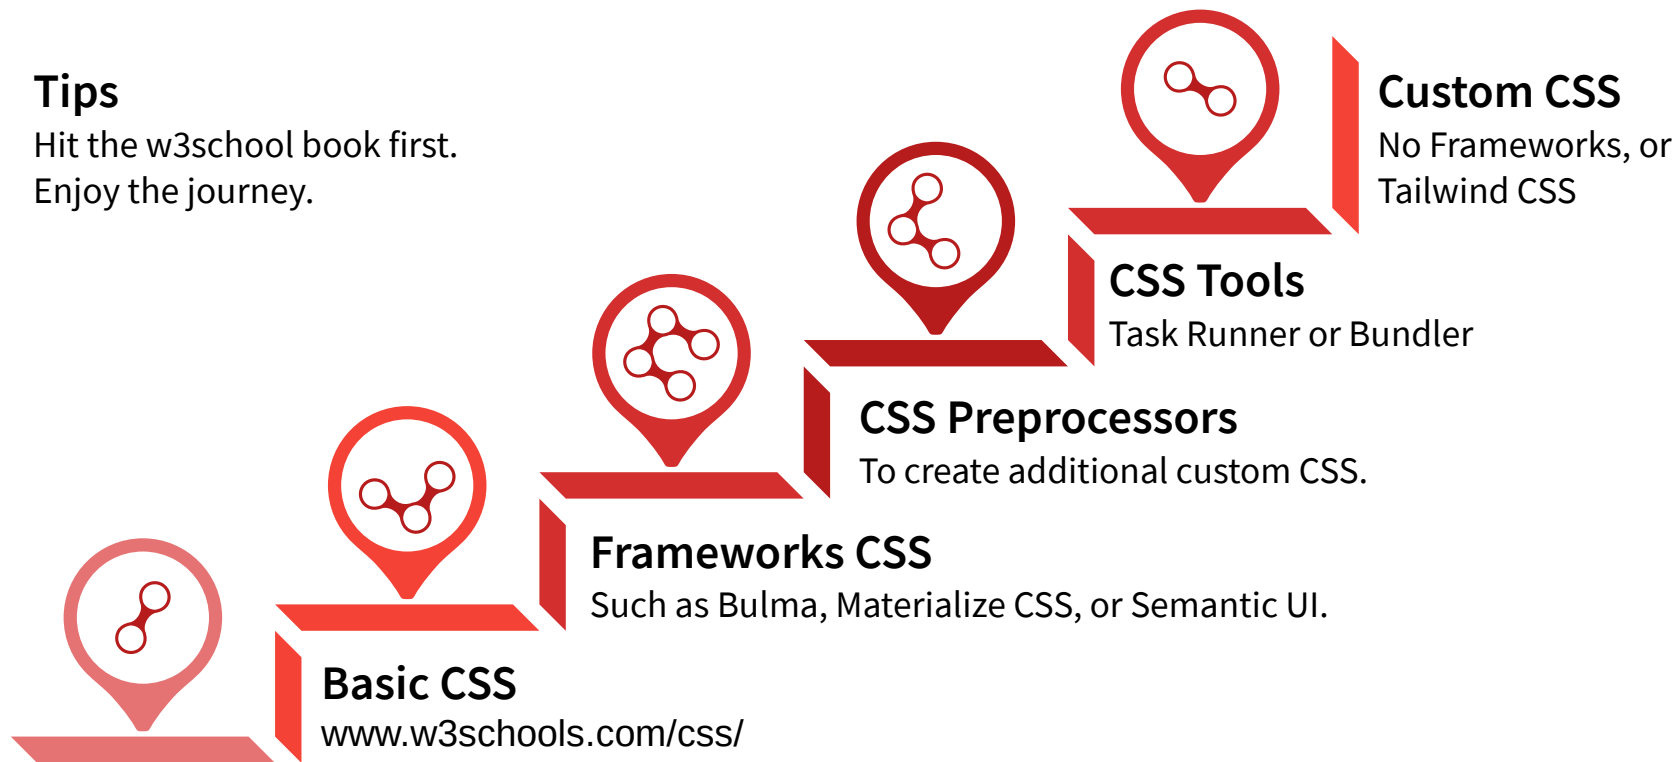 Tips
Hit the w3school book first.
Enjoy the journey.
Custom CSS
No Frameworks, or
Tailwind CSS
CSS Tools
Task Runner or Bundler
CSS Preprocessors
To create additional custom CSS.
Frameworks CSS
Such as Bulma, Materialize CSS, or Semantic UI.
Basic CSS
www.w3schools.com/css/